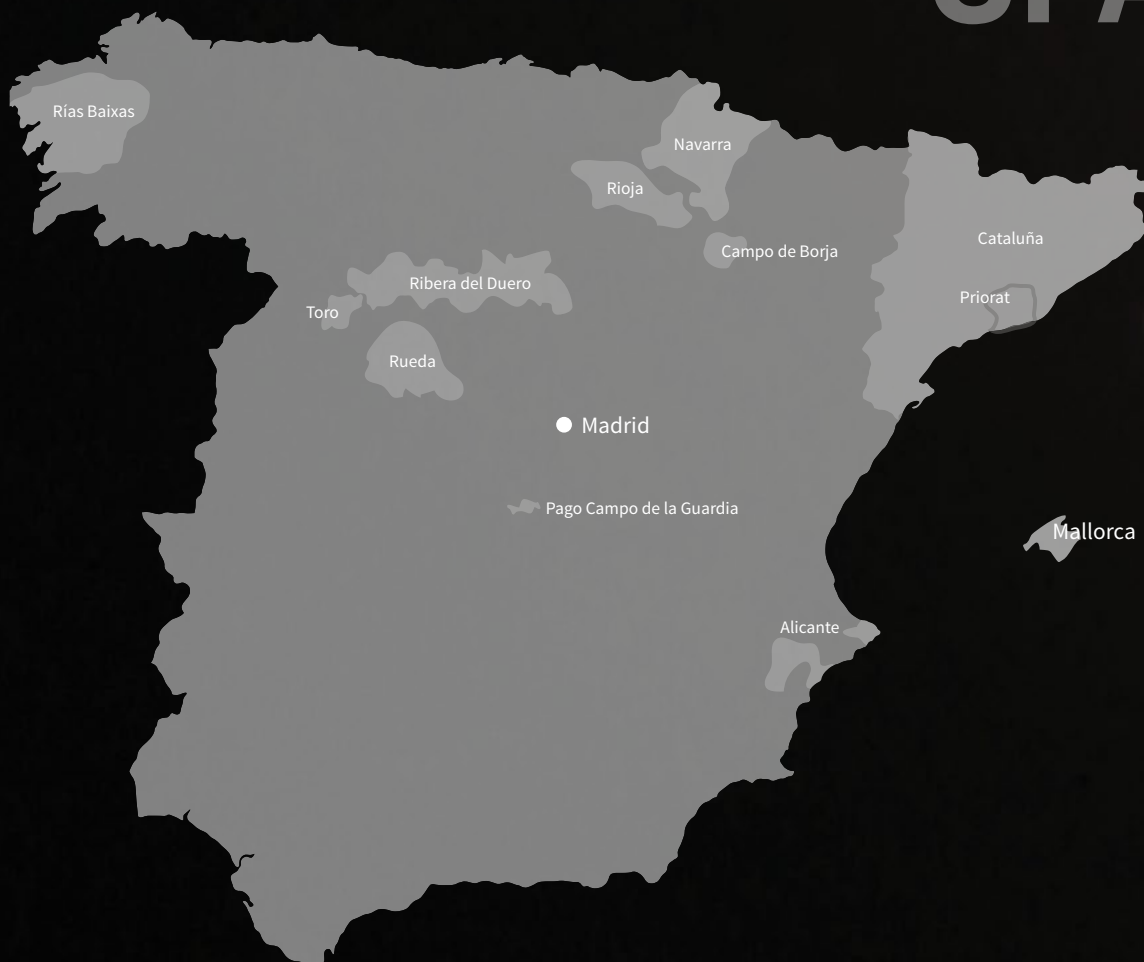 Rías Baixas
Navarra
Rioja
Cataluña
Campo de Borja
Ribera del Duero
Priorat
Toro
Rueda
Madrid
Pago Campo de la Guardia
Mallorca
Alicante